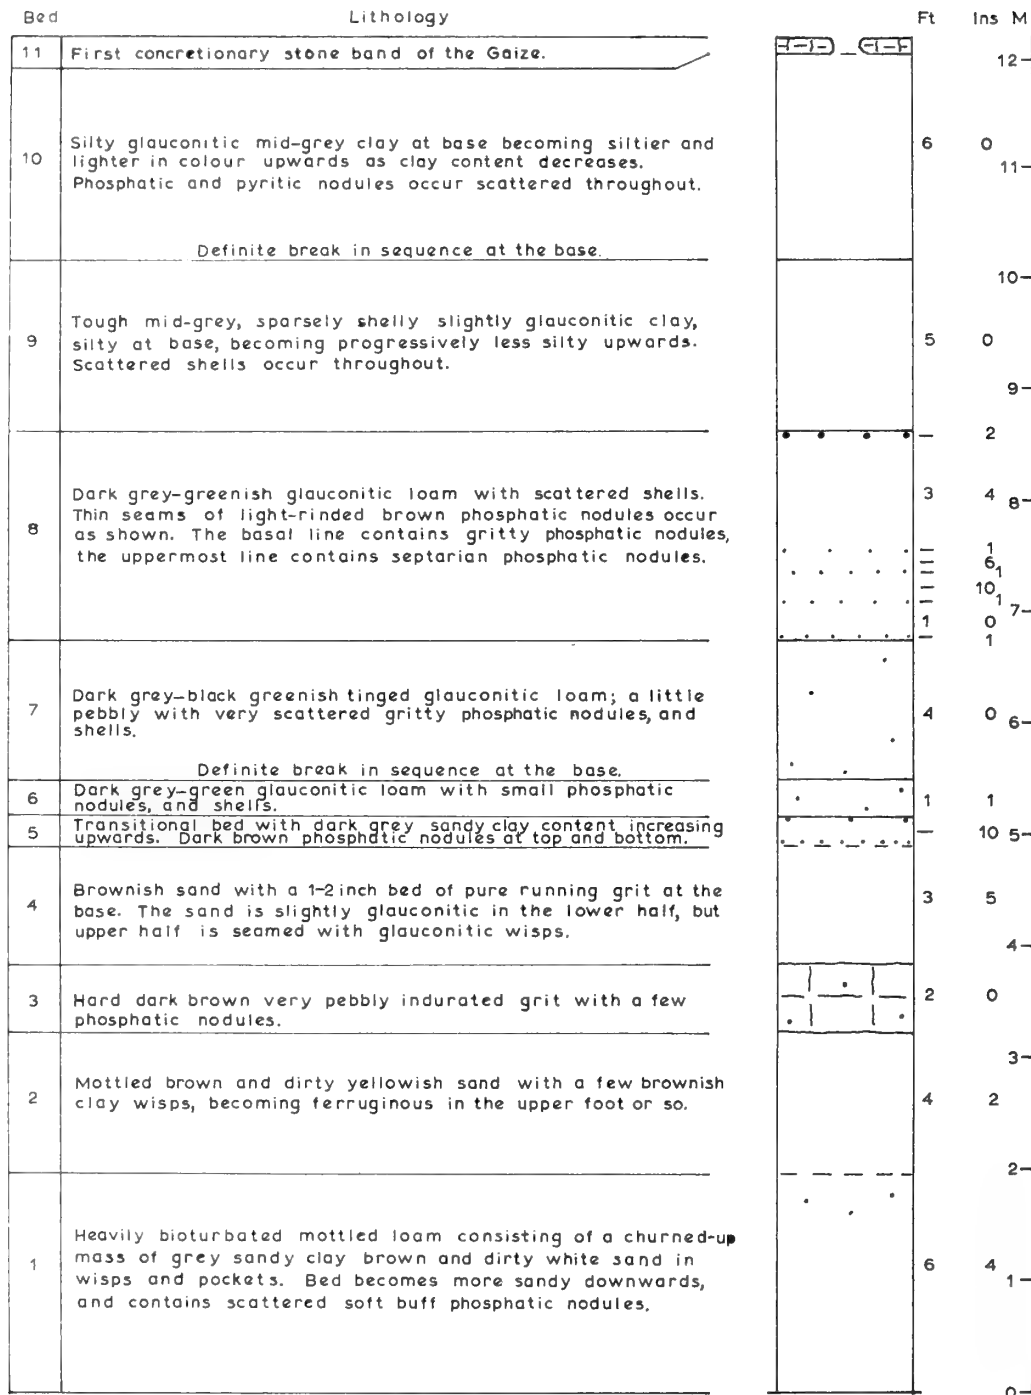 Bed Lithology Ft Ins M
11 First concretionary stone band of the Gaize.
12
10 Silty glauconitic mid-grey clay at base becoming siltier and
lighter in colour upwards as clay content decreases.
Phosphatic and pyritic nodules occur scattered throughout.
6 0
11
Definite break in sequence at the base.
10
9 Tough mid-grey, sparsely shelly slightly glauconitic clay,
silty at base, becoming progressively less silty upwards.
Scattered shells occur throughout.
5 0
9
— 2
8 Dark grey-greenish glauconitic loam with scattered shells.
Thin seams of light-rinded brown phosphatic nodules occur
as shown. The basal line contains gritty phosphatic nodules,
the uppermost line contains septarian phosphatic nodules.
3 4
8
— 1
— 6
— 1
— 10
— 1
7
1 0
— 1
7 Dark grey-black greenish tinged glauconitic loam; a little
pebbly with very scattered gritty phosphatic nodules, and
shells.
4 0
6
Definite break in sequence at the base.
6 Dark grey-green glauconitic loam with small phosphatic
nodules, and shells.
1 1
5 Transitional bed with dark grey sandy clay content increasing
upwards. Dark brown phosphatic nodules at top and bottom.
— 10
5
4 Brownish sand with a 1-2 inch bed of pure running grit at the
base. The sand is slightly glauconitic in the lower half, but
upper half is seamed with glauconitic wisps.
3 5
4
3 Hard dark brown very pebbly indurated grit with a few
phosphatic nodules.
2 0
3
2 Mottled brown and dirty yellowish sand with a few brownish
clay wisps, becoming ferruginous in the upper foot or so.
4 2
2
1 Heavily bioturbated mottled loam consisting of a churned-up
mass of grey sandy clay brown and dirty white sand in
wisps and pockets. Bed becomes more sandy downwards,
and contains scattered soft buff phosphatic nodules.
6 4
1
0